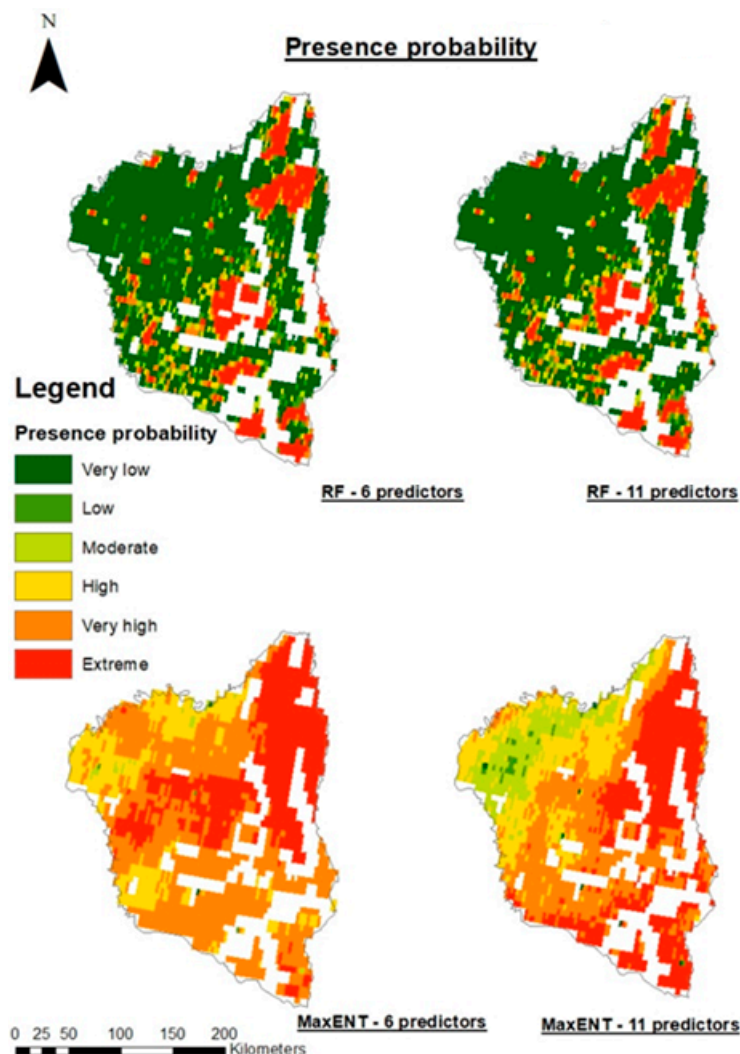 N
Presence probability
RF - 6 predictors
RF - 11 predictors
Legend
Presence probability
Very low
Low
Moderate
High
Very high
Extreme
MaxENT - 6 predictors
MaxENT - 11 predictors
0 25 50 100 150 200
Kilometers